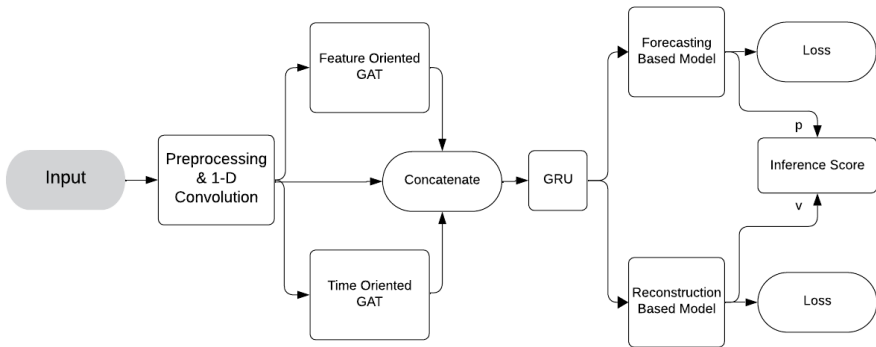 Input
Preprocessing
& 1-D
Convolution
Feature Oriented
GAT
Time Oriented
GAT
Concatenate
GRU
Forecasting
Based Model
Loss
p
Inference Score
v
Reconstruction
Based Model
Loss